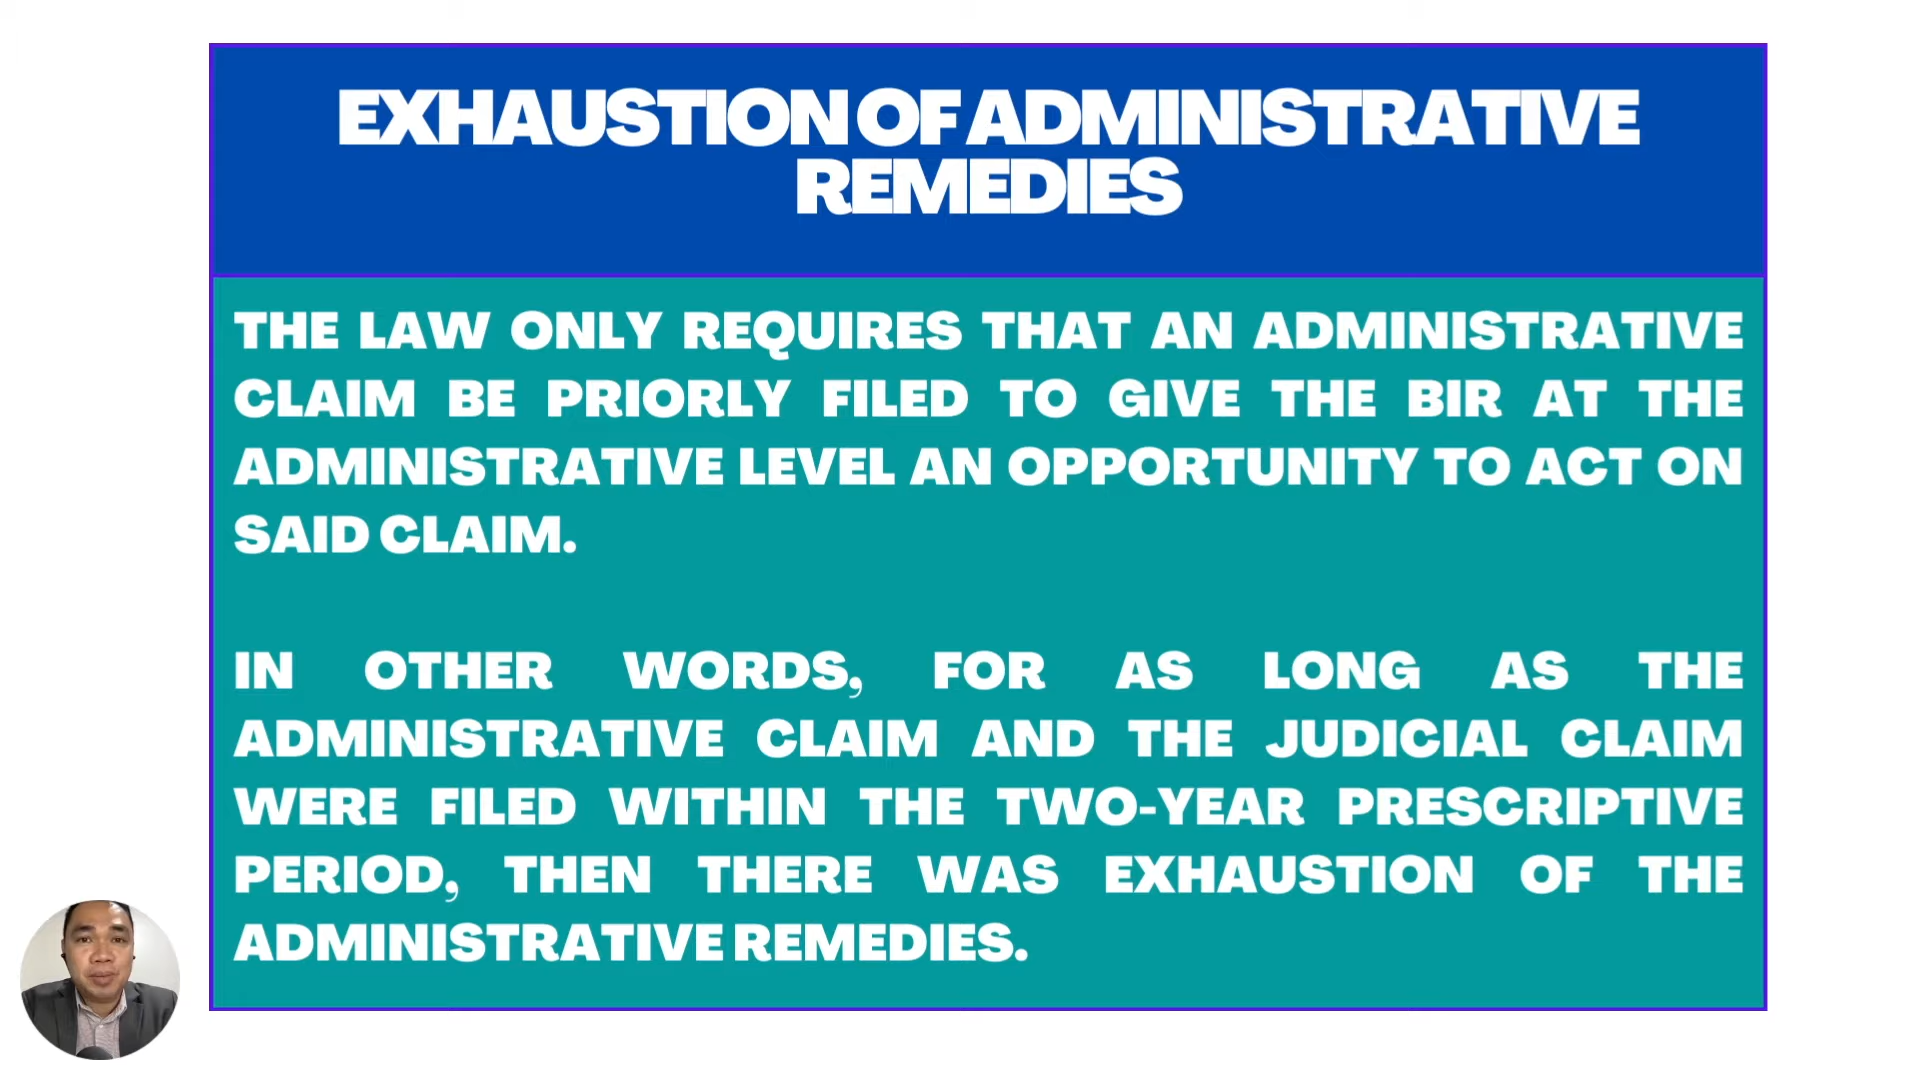 EXHAUSTION OF ADMINISTRATIVE
REMEDIES
THE LAW ONLY REQUIRES THAT AN ADMINISTRATIVE
CLAIM BE PRIORLY FILED TO GIVE THE BIR AT THE
ADMINISTRATIVE LEVEL AN OPPORTUNITY TO ACT ON
SAID CLAIM.
IN OTHER WORDS, FOR AS LONG AS THE
ADMINISTRATIVE CLAIM AND THE JUDICIAL CLAIM
WERE FILED WITHIN THE TWO-YEAR PRESCRIPTIVE
PERIOD, THEN THERE WAS EXHAUSTION OF THE
ADMINISTRATIVE REMEDIES.